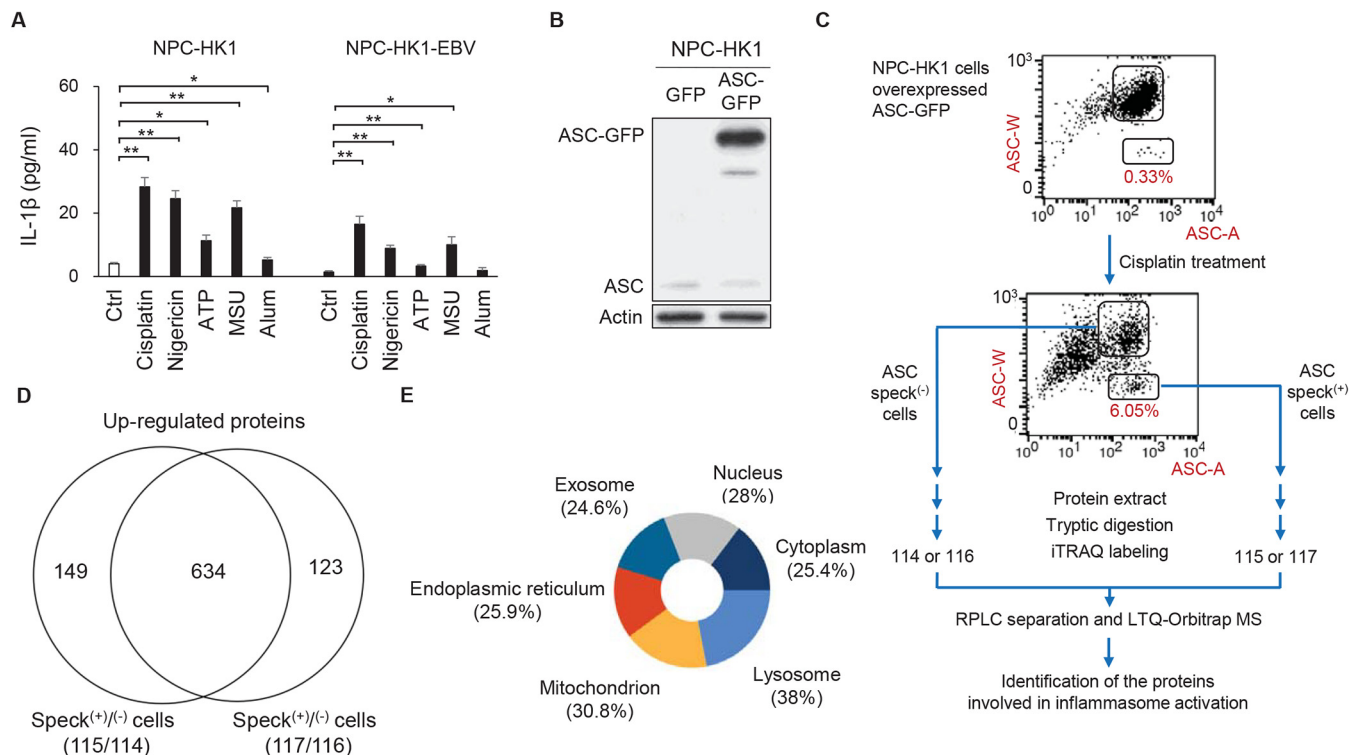 A
NPC-HK1
NPC-HK1-EBV
IL-1β (pg/ml)
60
40
20
0
*
**
*
**
**
*
**
**
**
Ctrl
Cisplatin
Nigericin
ATP
MSU
Alum
Ctrl
Cisplatin
Nigericin
ATP
MSU
Alum
B
NPC-HK1
GFP
ASC-
GFP
ASC-GFP
ASC
Actin
C
NPC-HK1 cells
overexpressed
ASC-GFP
10³
ASC-W
0
0.33%
10⁰ 10¹ 10² 10³ 10⁴
ASC-A
Cisplatin treatment
10³
ASC-W
0
6.05%
10⁰ 10¹ 10² 10³ 10⁴
ASC-A
ASC
speck⁽⁻⁾
cells
ASC
speck⁽⁺⁾
cells
Protein extract
Tryptic digestion
iTRAQ labeling
114 or 116
115 or 117
RPLC separation and LTQ-Orbitrap MS
Identification of the proteins
involved in inflammasome activation
D
Up-regulated proteins
149
634
123
Speck⁽⁺⁾/⁽⁻⁾ cells
(115/114)
Speck⁽⁺⁾/⁽⁻⁾ cells
(117/116)
E
Exosome
(24.6%)
Nucleus
(28%)
Cytoplasm
(25.4%)
Endoplasmic reticulum
(25.9%)
Mitochondrion
(30.8%)
Lysosome
(38%)